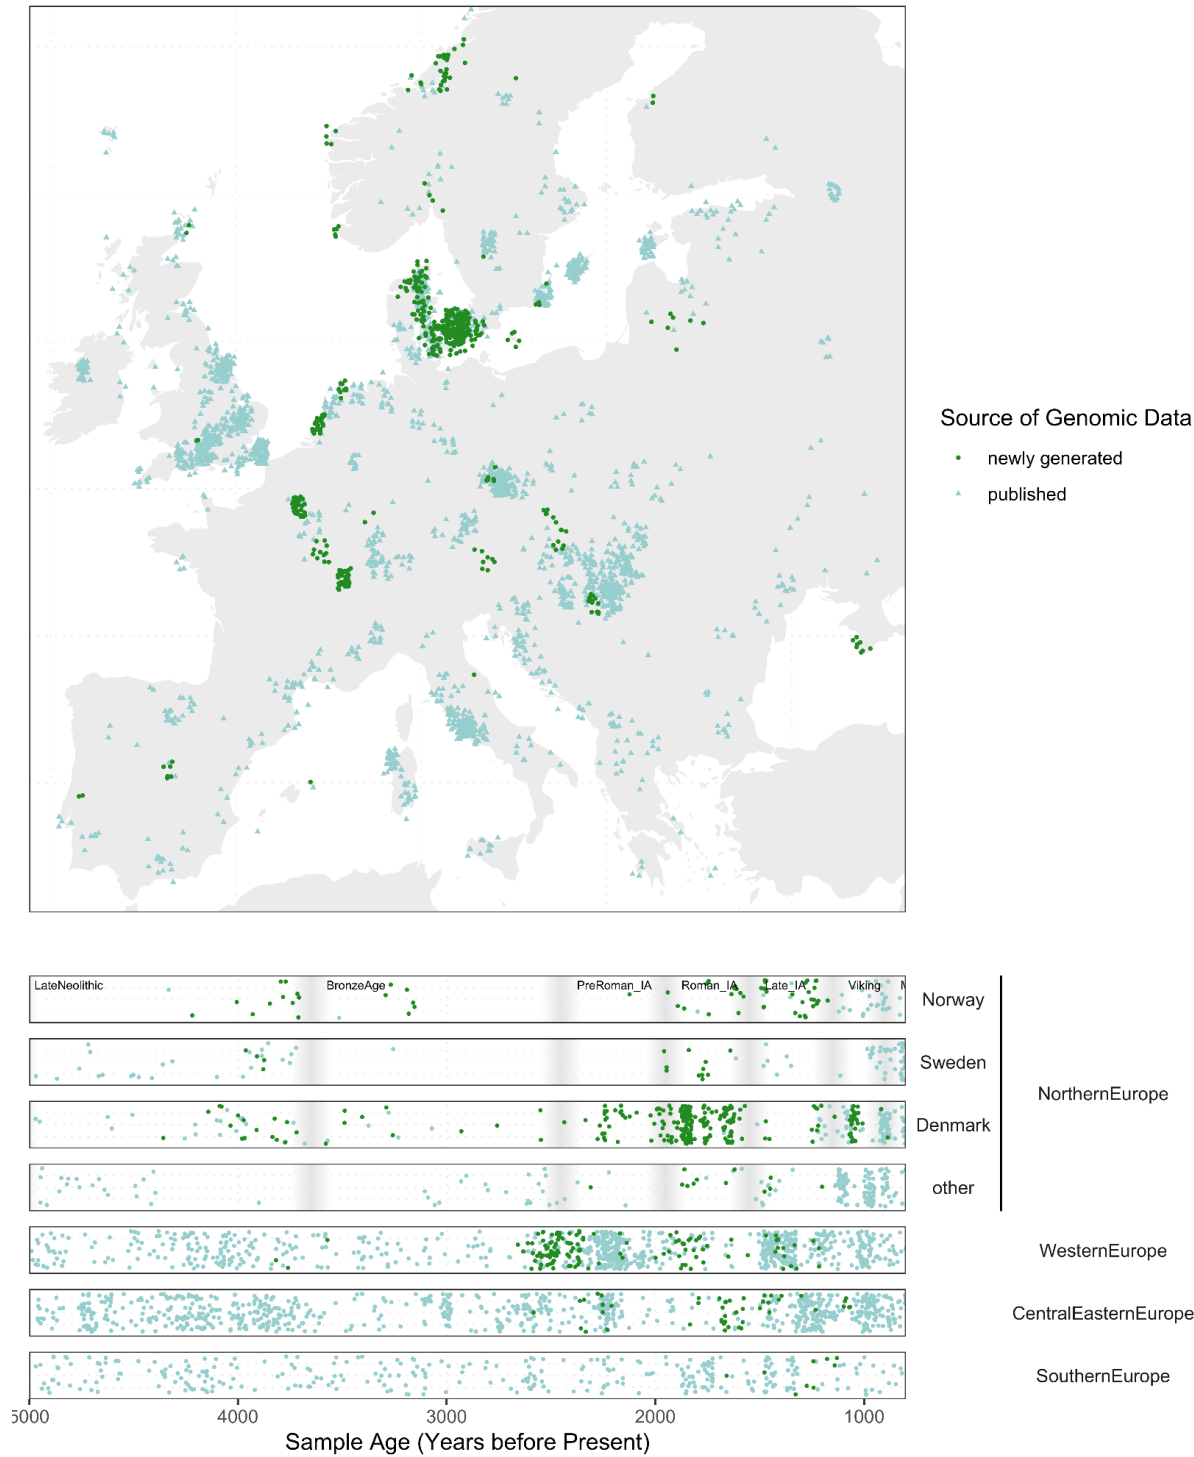 Source of Genomic Data
newly generated
published
LateNeolithic BronzeAge PreRoman_IA Roman_IA Late_IA Viking
Norway
Sweden
NorthernEurope
Denmark
other
WesternEurope
CentralEasternEurope
SouthernEurope
5000 4000 3000 2000 1000
Sample Age (Years before Present)